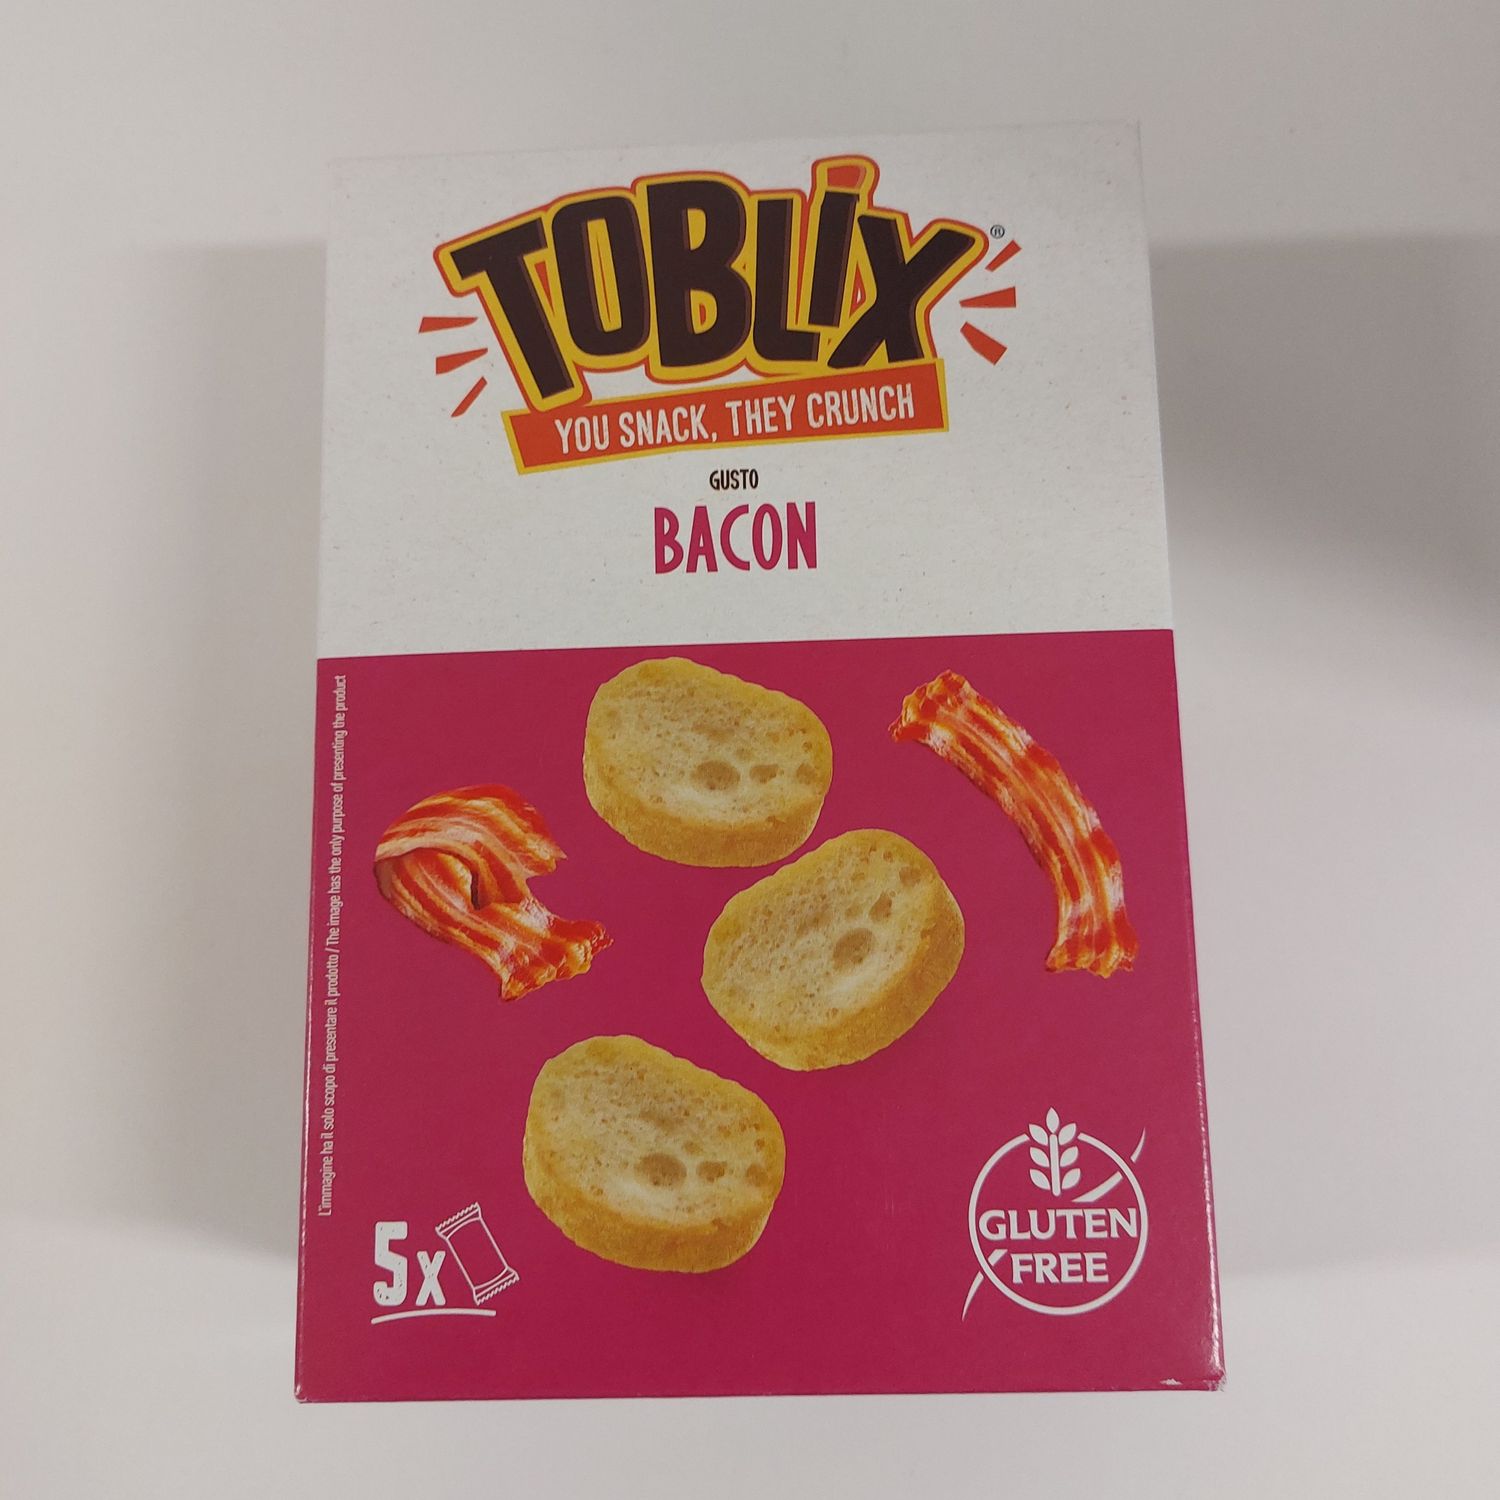 TOBLIX®
YOU SNACK, THEY CRUNCH
GUSTO
BACON
L'immagine ha il solo scopo di presentare il prodotto / The image has the only purpose of presenting the product
5x
GLUTEN
FREE